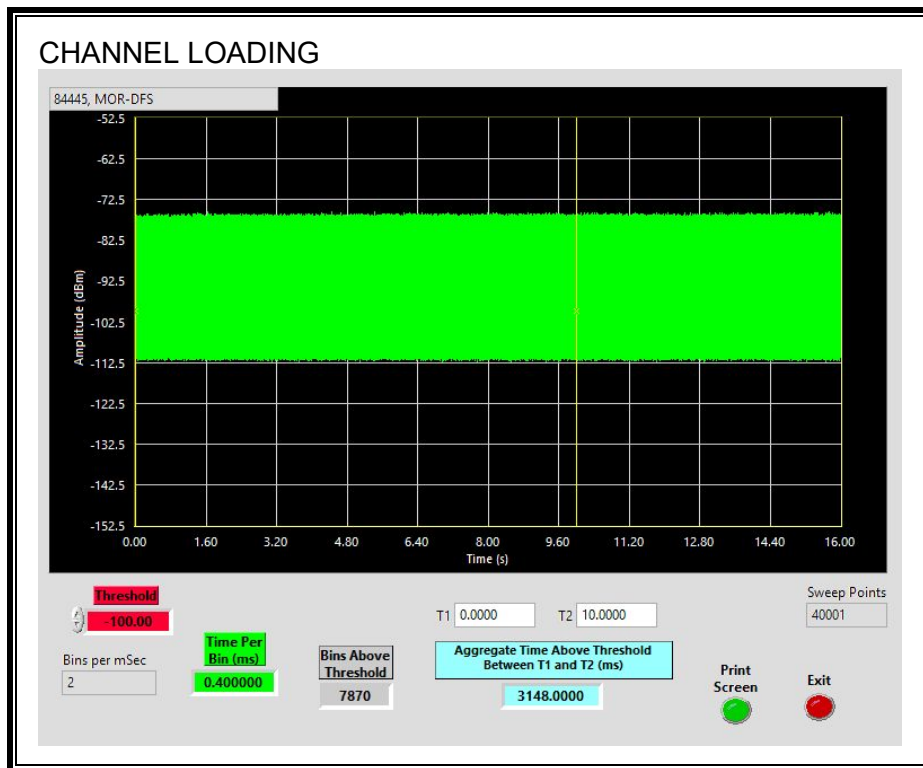 CHANNEL LOADING
84445, MOR-DFS
-52.5
-62.5
-72.5
-82.5
-92.5
-102.5
-112.5
-122.5
-132.5
-142.5
-152.5
Amplitude (dBm)
0.00 1.60 3.20 4.80 6.40 8.00 9.60 11.20 12.80 14.40 16.00
Time (s)
Threshold
-100.00
Bins per mSec
2
Time Per
Bin (ms)
0.400000
Bins Above
Threshold
7870
T1 0.0000 T2 10.0000
Aggregate Time Above Threshold
Between T1 and T2 (ms)
3148.0000
Sweep Points
40001
Print
Screen
Exit